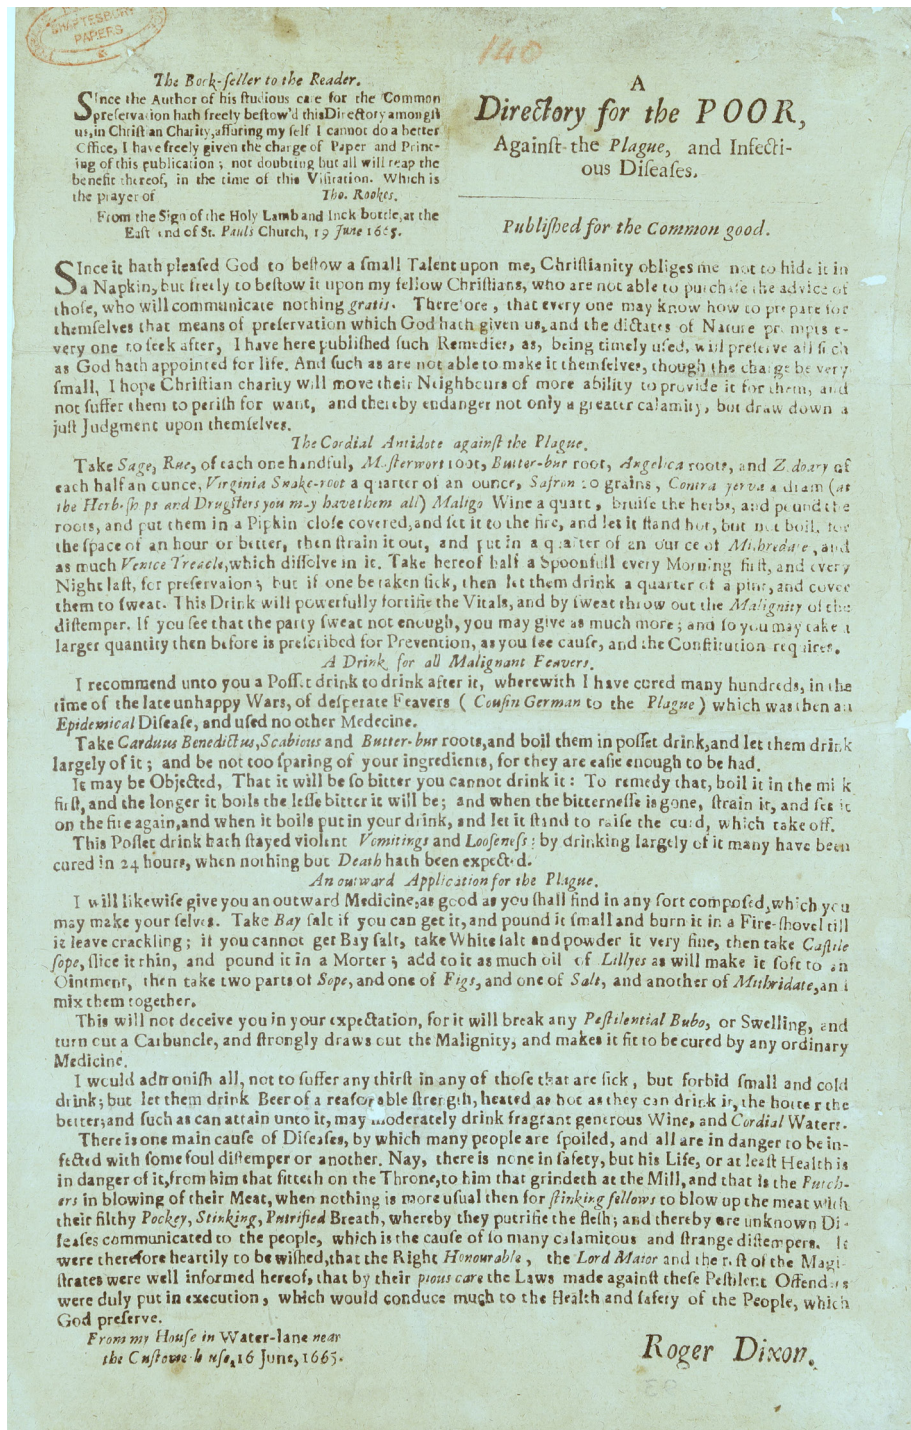 SHAFTESBURY
PAPERS
140
The Book-seller to the Reader.
SInce the Author of his studious care for the Common
preservation hath freely bestow'd this Directory amongst
us, in Christian Charity, assuring my self I cannot do a better
Office, I have freely given the charge of Paper and Print-
ing of this publication; not doubting but all will reap the
benefit thereof, in the time of this Visitation. Which is
the prayer of Tho. Rookes.
From the Sign of the Holy Lamb and Inck bottle, at the
East end of St. Pauls Church, 19 June 1665.
A
Directory for the POOR,
Against the Plague, and Infecti-
ous Diseases.
Published for the Common good.
SInce it hath pleased God to bestow a small Talent upon me, Christianity obliges me not to hide it in
a Napkin, but freely to bestow it upon my fellow Christians, who are not able to purchase the advice of
those, who will communicate nothing gratis. Therefore, that every one may know how to prepare for
themselves that means of preservation which God hath given us, and the dictates of Nature prompts e-
very one to seek after, I have here published such Remedies, as, being timely used, will preserve all such
as God hath appointed for life. And such as are not able to make it themselves, though the charge be very
small, I hope Christian charity will move their Neighbours of more ability to provide it for them, and
not suffer them to perish for want, and thereby endanger not only a greater calamity, but draw down a
just Judgment upon themselves.
The Cordial Antidote against the Plague.
Take Sage, Rue, of each one handful, Masterwort root, Butter-bur root, Angelica roots, and Zedoary of
each half an ounce, Virginia Snake-root a quarter of an ounce, Safron 20 grains, Contra yerva a dram (at
the Herb-shops and Drugsters you may have them all) Maligo Wine a quart, bruise the herbs, and pound the
roots, and put them in a Pipkin close covered, and set it to the fire, and let it stand hot, but not boil, for
the space of an hour or better, then strain it out, and put in a quarter of an ounce of Mithredate, and
as much Venice Treacle, which dissolve in it. Take hereof half a Spoonfull every Morning first, and every
Night last, for preservaion; but if one be taken sick, then let them drink a quarter of a pint, and cover
them to sweat. This Drink will powerfully fortifie the Vitals, and by sweat throw out the Malignity of the
distemper. If you see that the party sweat not enough, you may give as much more; and so you may take a
larger quantity then before is prescribed for Prevention, as you see cause, and the Constitution requires.
A Drink for all Malignant Feavers.
I recommend unto you a Posset drink to drink after it, wherewith I have cured many hundreds, in the
time of the late unhappy Wars, of desperate Feavers (Cousin German to the Plague) which was then an
Epidemical Disease, and used no other Medecine.
Take Carduus Benedictus, Scabious and Butter-bur roots, and boil them in posset drink, and let them drink
largely of it; and be not too sparing of your ingredients, for they are easie enough to be had.
It may be Objected, That it will be so bitter you cannot drink it: To remedy that, boil it in the milk
first, and the longer it boils the lesse bitter it will be; and when the bitternesse is gone, strain it, and set it
on the fire again, and when it boils put in your drink, and let it stand to raise the curd, which take off.
This Posset drink hath stayed violent Vomitings and Looseness: by drinking largely of it many have been
cured in 24 hours, when nothing but Death hath been expected.
An outward Application for the Plague.
I will likewise give you an outward Medicine, as good as you shall find in any sort composed, which you
may make your selves. Take Bay salt if you can get it, and pound it small and burn it in a Fire-shovel till
it leave crackling; if you cannot get Bay salt, take White salt and powder it very fine, then take Castile
sope, slice it thin, and pound it in a Morter; add to it as much oil of Lillyes as will make it soft to an
Ointment, then take two parts of Sope, and one of Figs, and one of Salt, and another of Mithridate, and
mix them together.
This will not deceive you in your expectation, for it will break any Pestilential Bubo, or Swelling, and
turn out a Carbuncle, and strongly draws out the Malignity, and makes it fit to be cured by any ordinary
Medicine.
I would admonish all, not to suffer any thirst in any of those that are sick, but forbid small and cold
drink; but let them drink Beer of a reasonable strength, heated as hot as they can drink it, the hotter the
better; and such as can attain unto it, may moderately drink fragrant generous Wine, and Cordial Waters.
There is one main cause of Diseases, by which many people are spoiled, and all are in danger to be in-
fected with some foul distemper or another. Nay, there is none in safety, but his Life, or at least Health is
in danger of it, from him that sitteth on the Throne, to him that grindeth at the Mill, and that is the Butch-
ers in blowing of their Meat, when nothing is more usual then for stinking fellows to blow up the meat with
their filthy Pockey, Stinking, Putrified Breath, whereby they putrifie the flesh; and thereby are unknown Di-
seases communicated to the people, which is the cause of so many calamitous and strange distempers. It
were therefore heartily to be wished, that the Right Honourable, the Lord Maior and the rest of the Magi-
strates were well informed hereof, that by their pious care the Laws made against these Pestilent Offenders
were duly put in execution, which would conduce much to the Health and safety of the People, which
God preserve.
From my House in Water-lane near
the Custome-house, 16 June, 1665.
Roger Dixon.